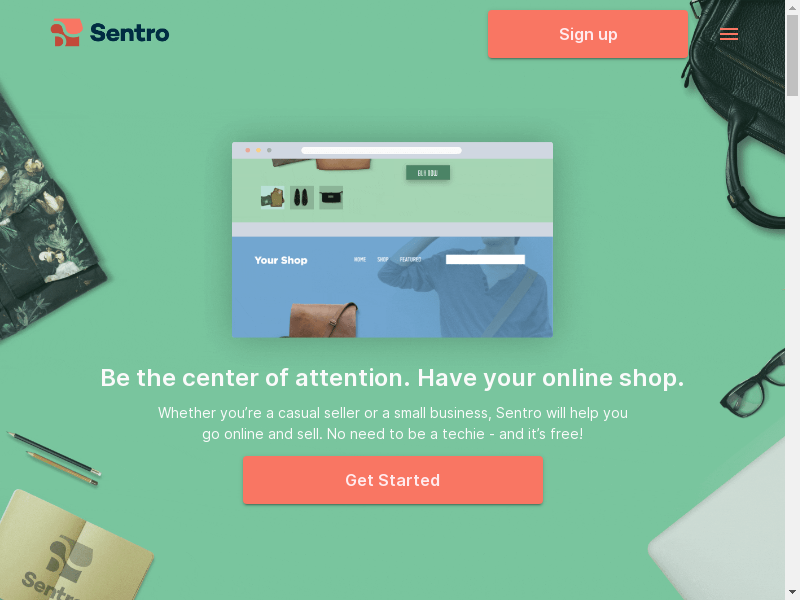 Sentro
Sign up
BUY NOW
Your Shop HOME SHOP FEATURED
Be the center of attention. Have your online shop.
Whether you’re a casual seller or a small business, Sentro will help you
go online and sell. No need to be a techie - and it’s free!
Get Started
Sentro